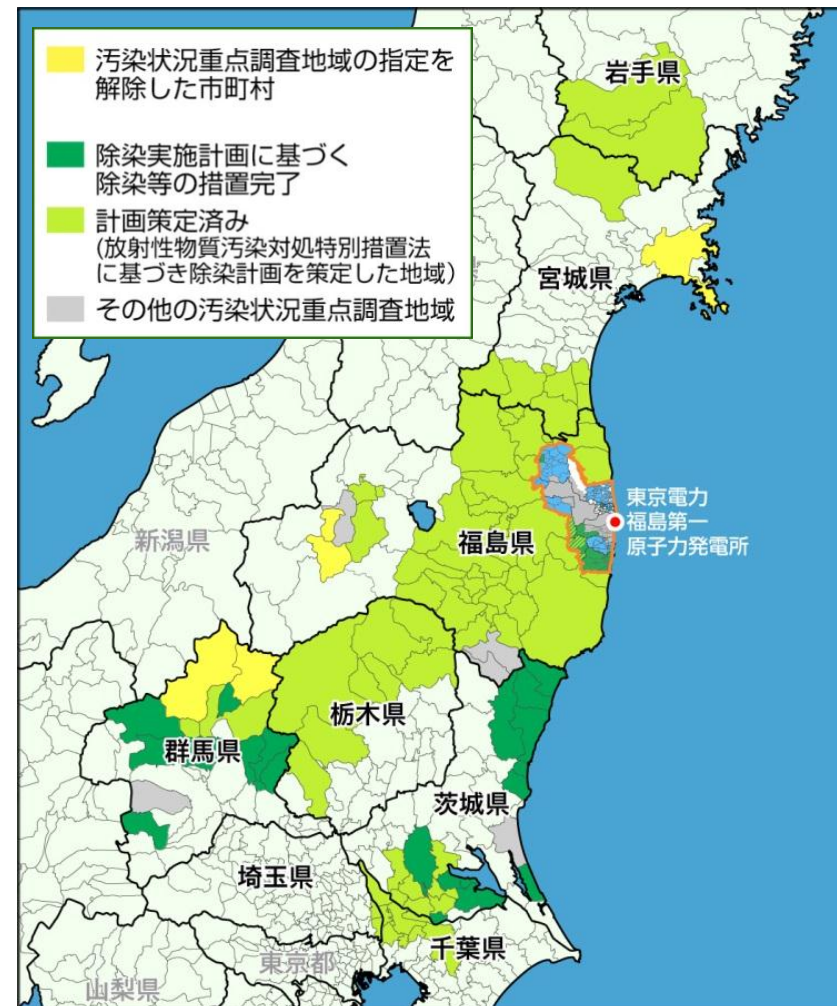 汚染状況重点調査地域の指定を
解除した市町村
除染実施計画に基づく
除染等の措置完了
計画策定済み
(放射性物質汚染対処特別措置法
に基づき除染計画を策定した地域)
その他の汚染状況重点調査地域
岩手県
宮城県
東京電力
福島第一
原子力発電所
福島県
新潟県
栃木県
群馬県
茨城県
埼玉県
千葉県
東京都
山梨県